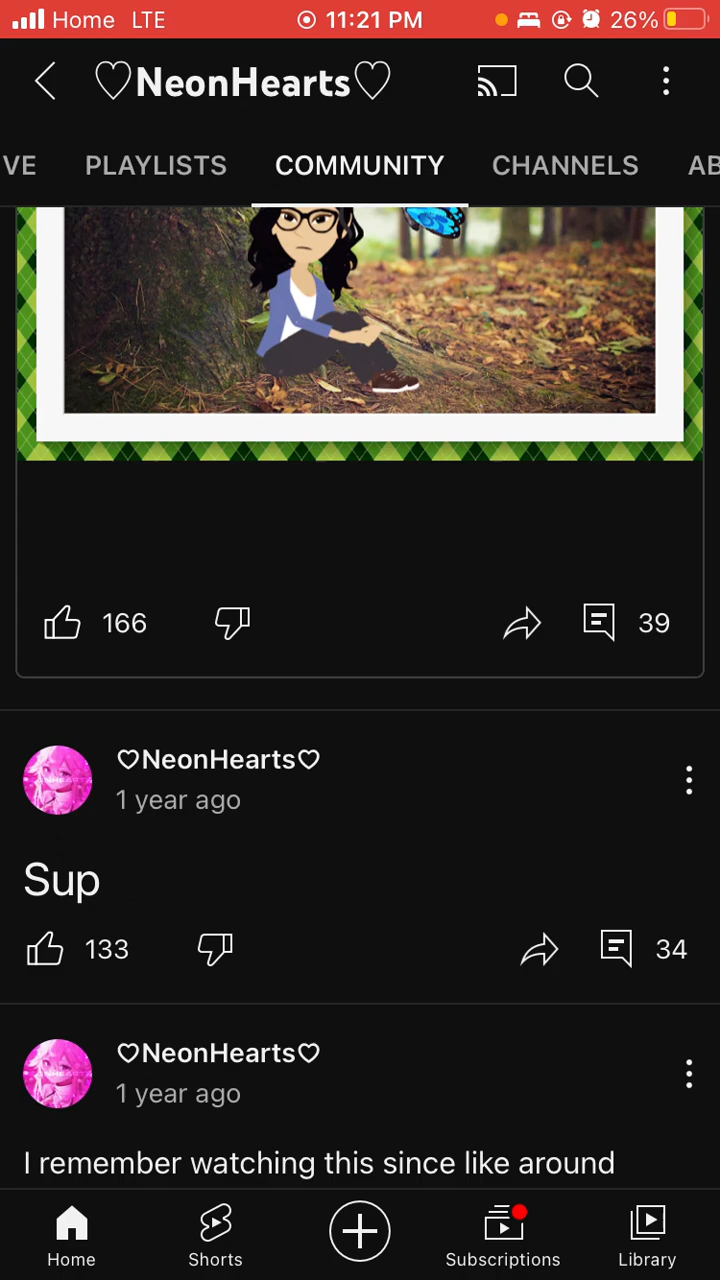 Home LTE 11:21 PM 26%
♡NeonHearts♡
VE PLAYLISTS COMMUNITY CHANNELS AB
166 39
♡NeonHearts♡
1 year ago
Sup
133 34
♡NeonHearts♡
1 year ago
I remember watching this since like around
Home Shorts Subscriptions Library